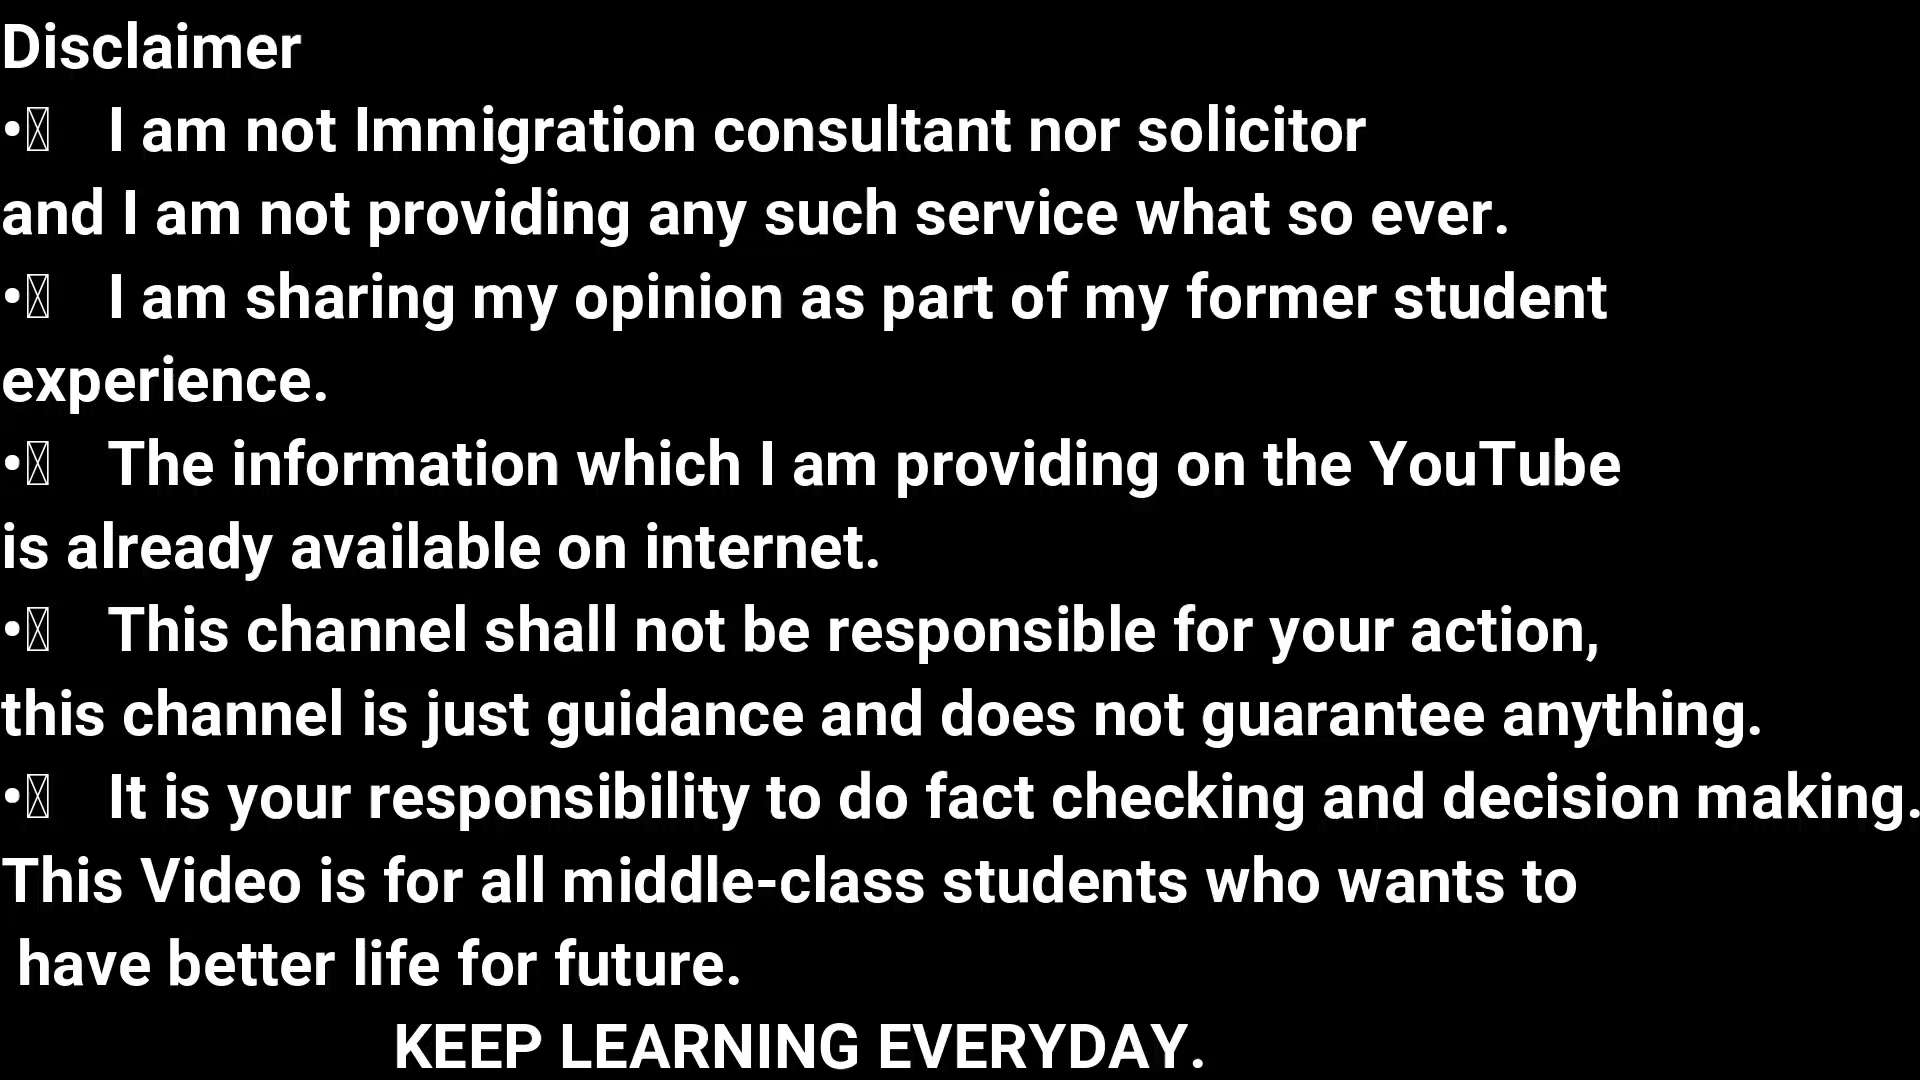 Disclaimer
• I am not Immigration consultant nor solicitor
and I am not providing any such service what so ever.
• I am sharing my opinion as part of my former student
experience.
• The information which I am providing on the YouTube
is already available on internet.
• This channel shall not be responsible for your action,
this channel is just guidance and does not guarantee anything.
• It is your responsibility to do fact checking and decision making.
This Video is for all middle-class students who wants to
have better life for future.
KEEP LEARNING EVERYDAY.